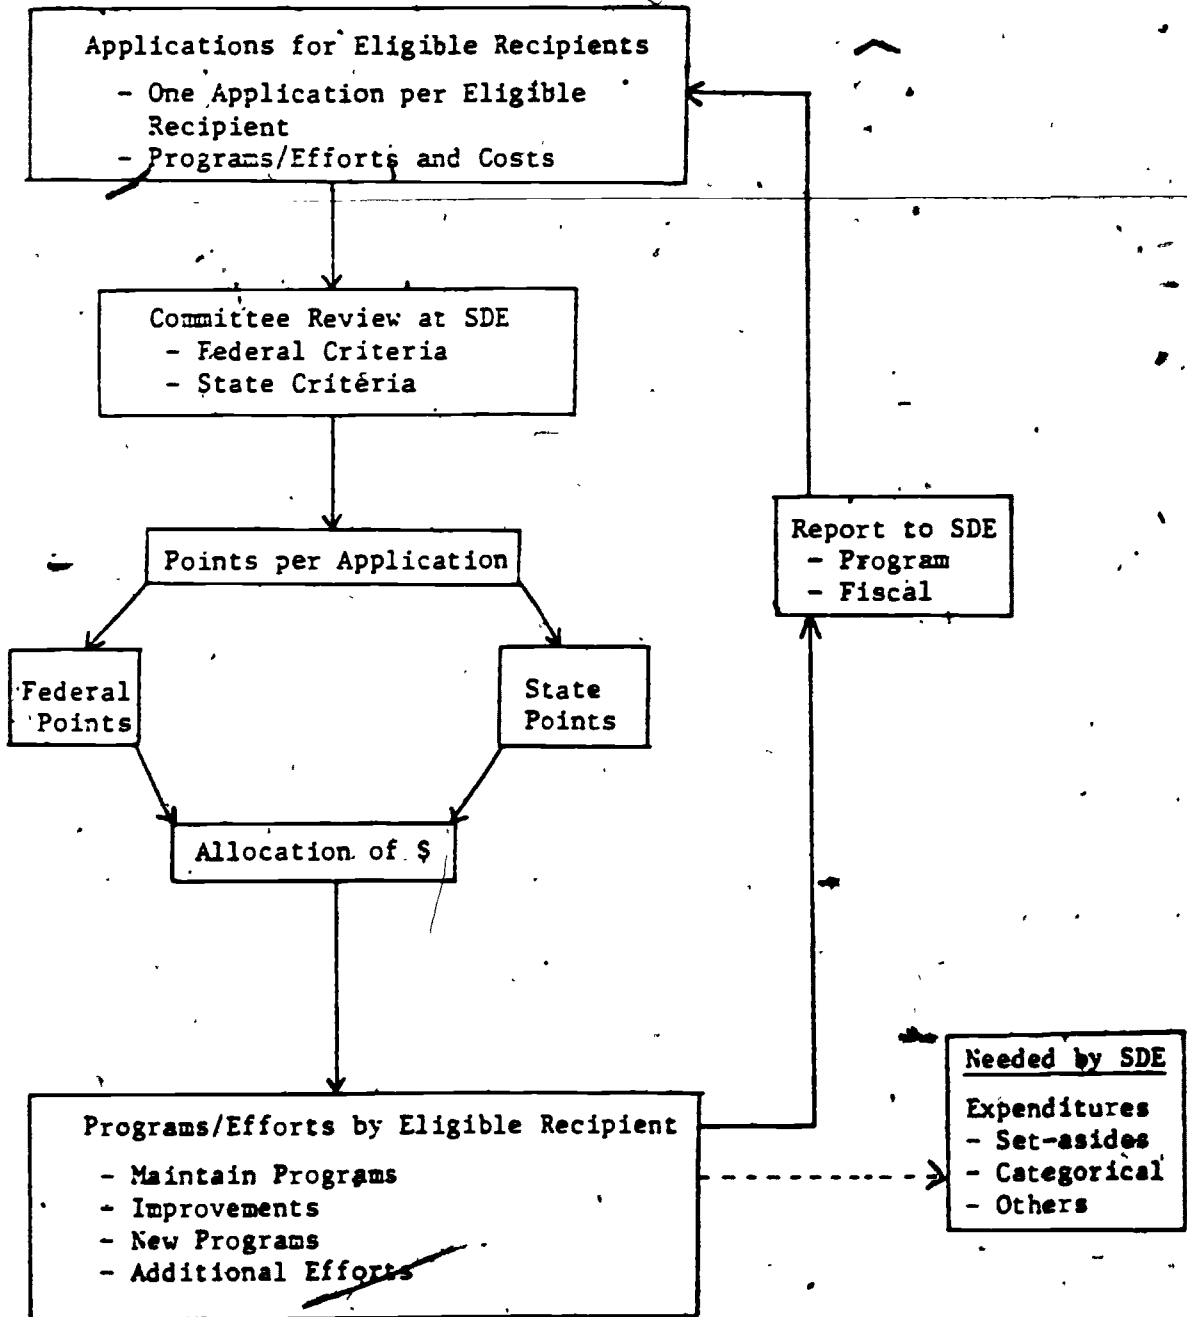 Applications for Eligible Recipients
- One Application per Eligible
Recipient
- Programs/Efforts and Costs
Committee Review at SDE
- Federal Criteria
- State Critéria
Points per Application
Report to SDE
- Program
- Fiscal
Federal
Points
State
Points
Allocation of $
Needed by SDE
Expenditures
- Set-asides
- Categorical
- Others
Programs/Efforts by Eligible Recipient
- Maintain Programs
- Improvements
- New Programs
- Additional Efforts